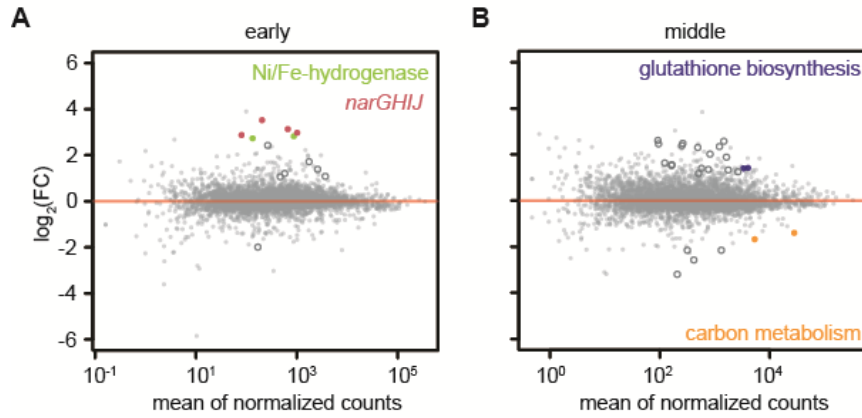 A
early
Ni/Fe-hydrogenase
narGHIJ
6
4
2
0
-2
-4
-6
log2(FC)
10-1
101
103
105
mean of normalized counts
B
middle
glutathione biosynthesis
carbon metabolism
100
102
104
mean of normalized counts